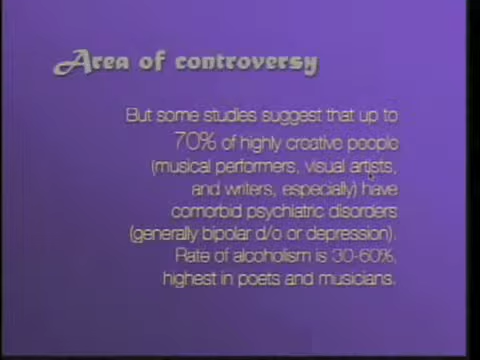 Area of controversy
But some studies suggest that up to
70% of highly creative people
(musical performers, visual artists,
and writers, especially) have
comorbid psychiatric disorders
(generally bipolar d/o or depression).
Rate of alcoholism is 30-60%,
highest in poets and musicians.